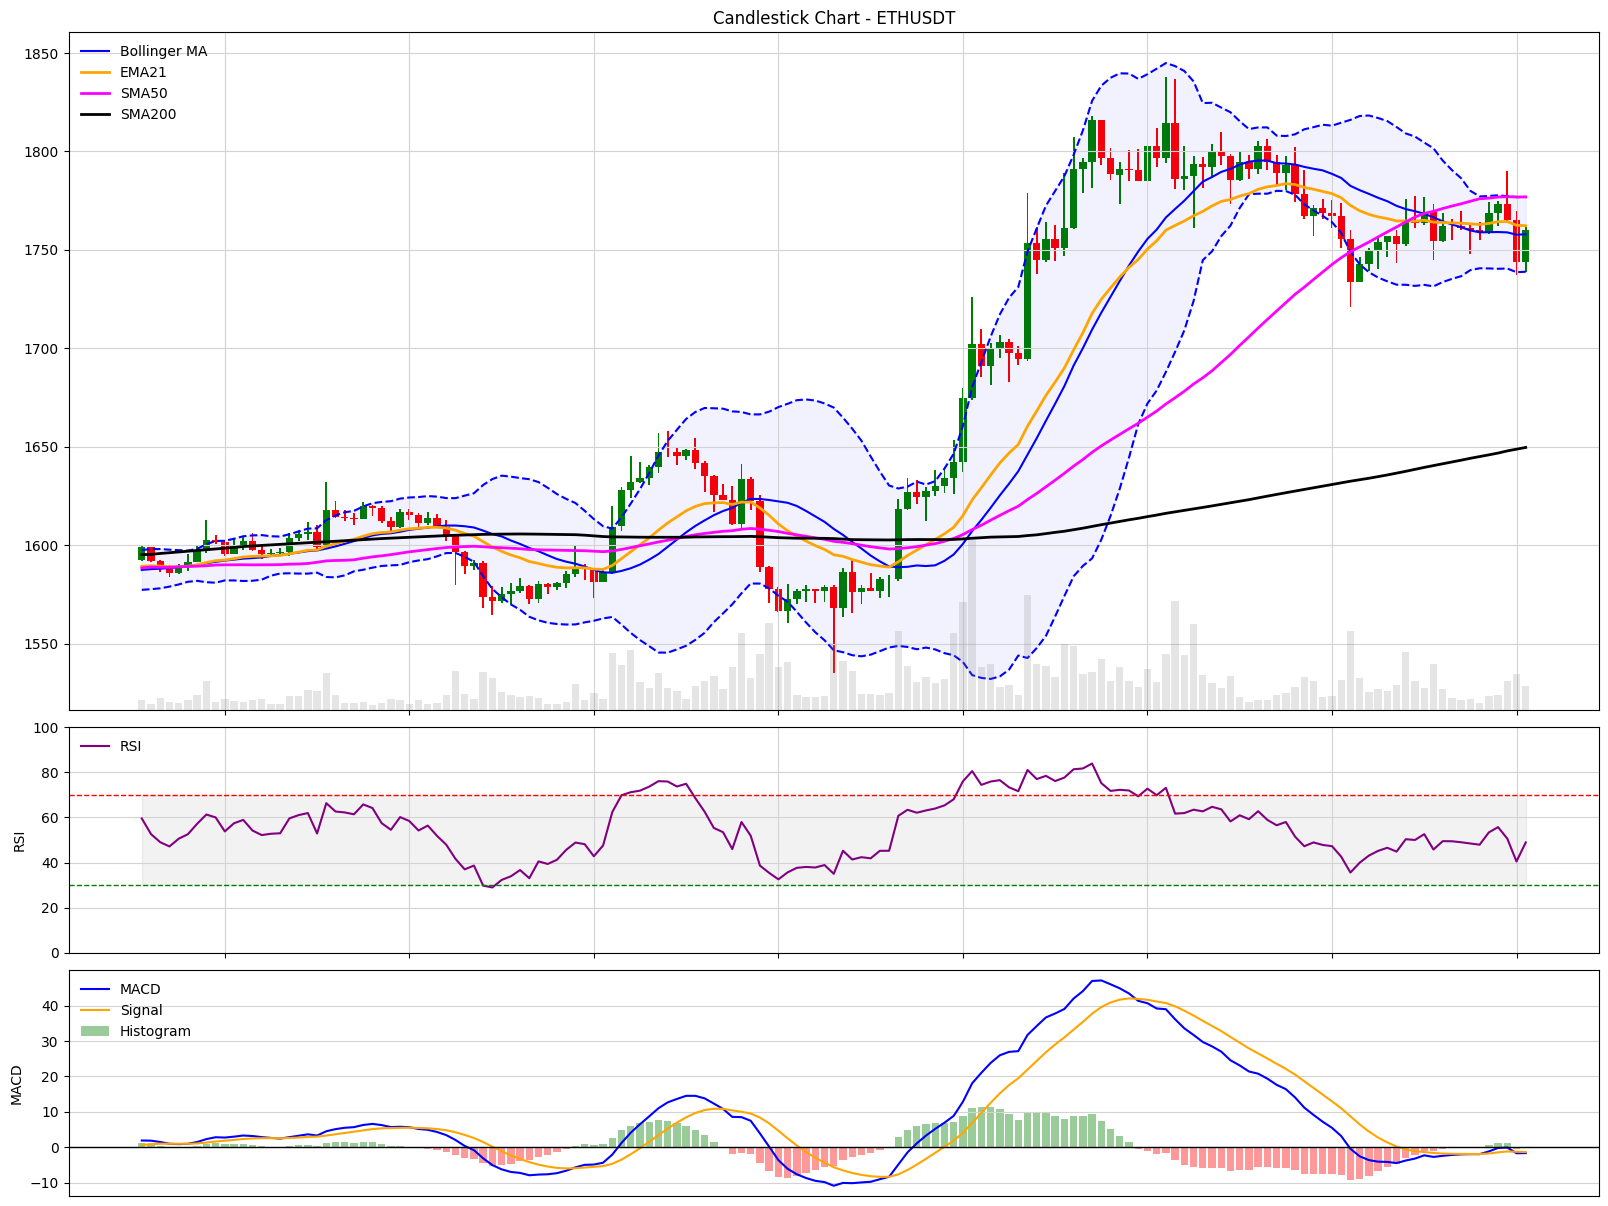 Candlestick Chart - ETHUSDT
1850
1800
1750
1700
1650
1600
1550
Bollinger MA
EMA21
SMA50
SMA200
100
80
60
40
20
0
RSI
RSI
40
30
20
10
0
−10
MACD
MACD
Signal
Histogram